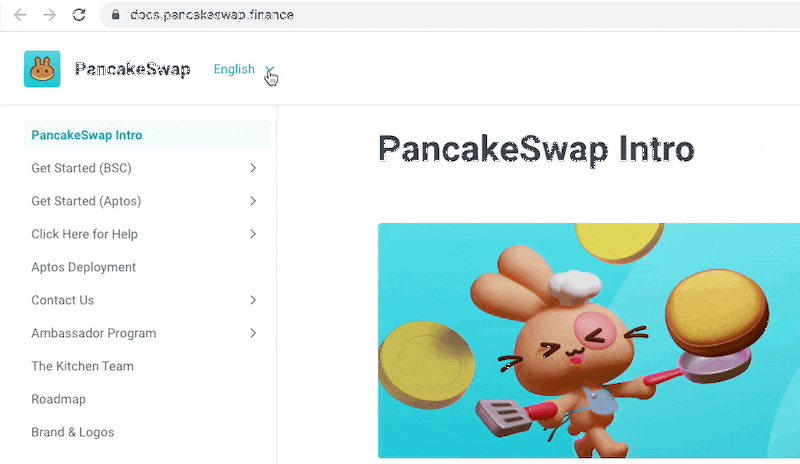 docs.pancakeswap.finance
PancakeSwap English
PancakeSwap Intro
Get Started (BSC)
Get Started (Aptos)
Click Here for Help
Aptos Deployment
Contact Us
Ambassador Program
The Kitchen Team
Roadmap
Brand & Logos
PancakeSwap Intro